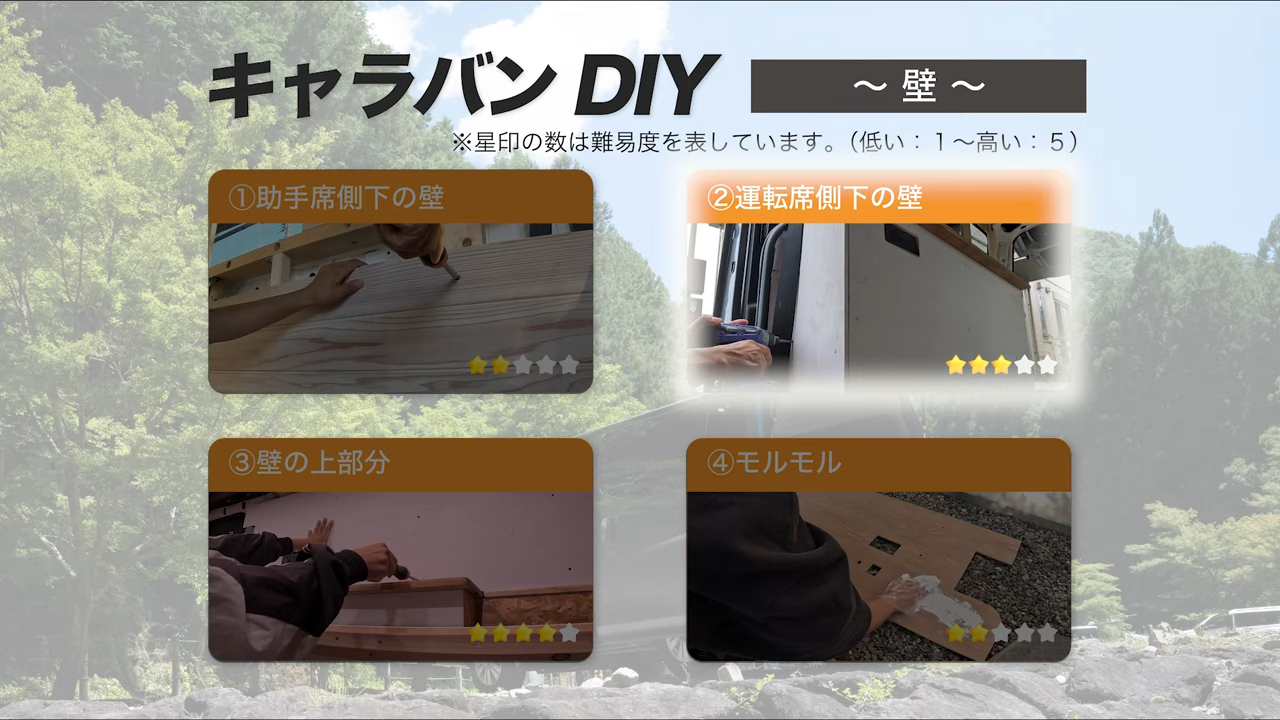 キャラバン DIY
〜 壁 〜
※星印の数は難易度を表しています。（低い：１〜高い：５）
①助手席側下の壁
②運転席側下の壁
③壁の上部分
④モルモル